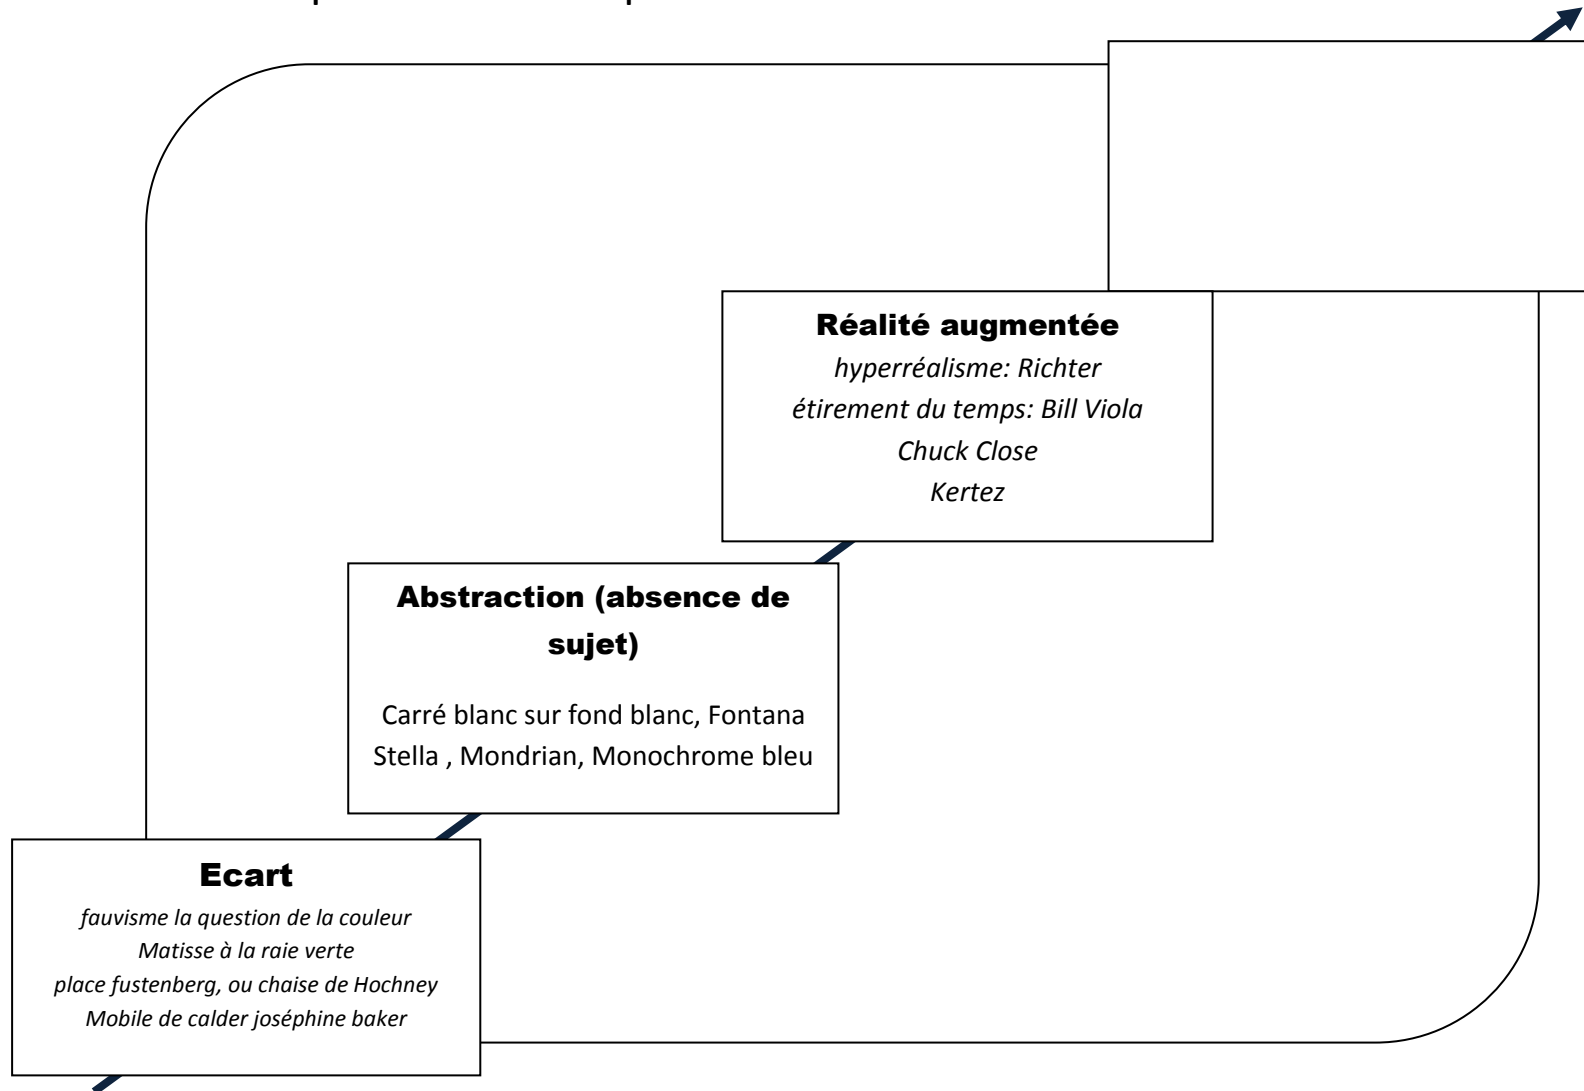 Réalité augmentée
hyperréalisme: Richter
étirement du temps: Bill Viola
Chuck Close
Kertez
Abstraction (absence de
sujet)
Carré blanc sur fond blanc, Fontana
Stella , Mondrian, Monochrome bleu
Ecart
fauvisme la question de la couleur
Matisse à la raie verte
place fustenberg, ou chaise de Hochney
Mobile de calder joséphine baker